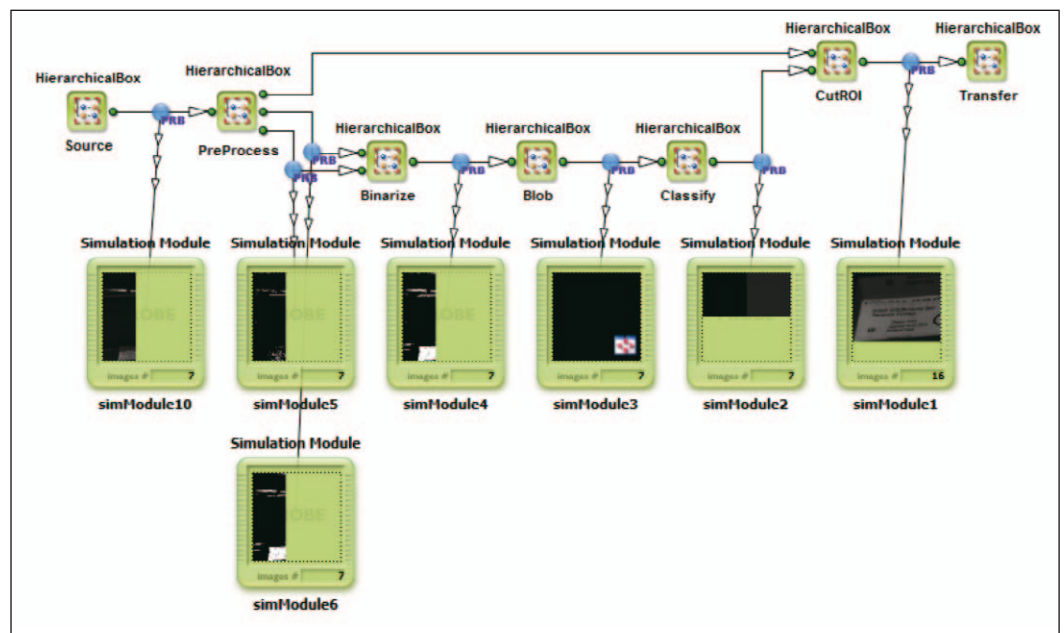 HierarchicalBox
HierarchicalBox
CutROI
PRB
Transfer
HierarchicalBox
Source
PRB
HierarchicalBox
PreProcess
PRB
PRB
HierarchicalBox
Binarize
PRB
HierarchicalBox
Blob
PRB
HierarchicalBox
Classify
PRB
Simulation Module
images # 7
simModule10
Simulation Module
images # 7
simModule5
Simulation Module
images # 7
simModule4
Simulation Module
images # 7
simModule3
Simulation Module
images # 7
simModule2
Simulation Module
images # 16
simModule1
Simulation Module
images # 7
simModule6